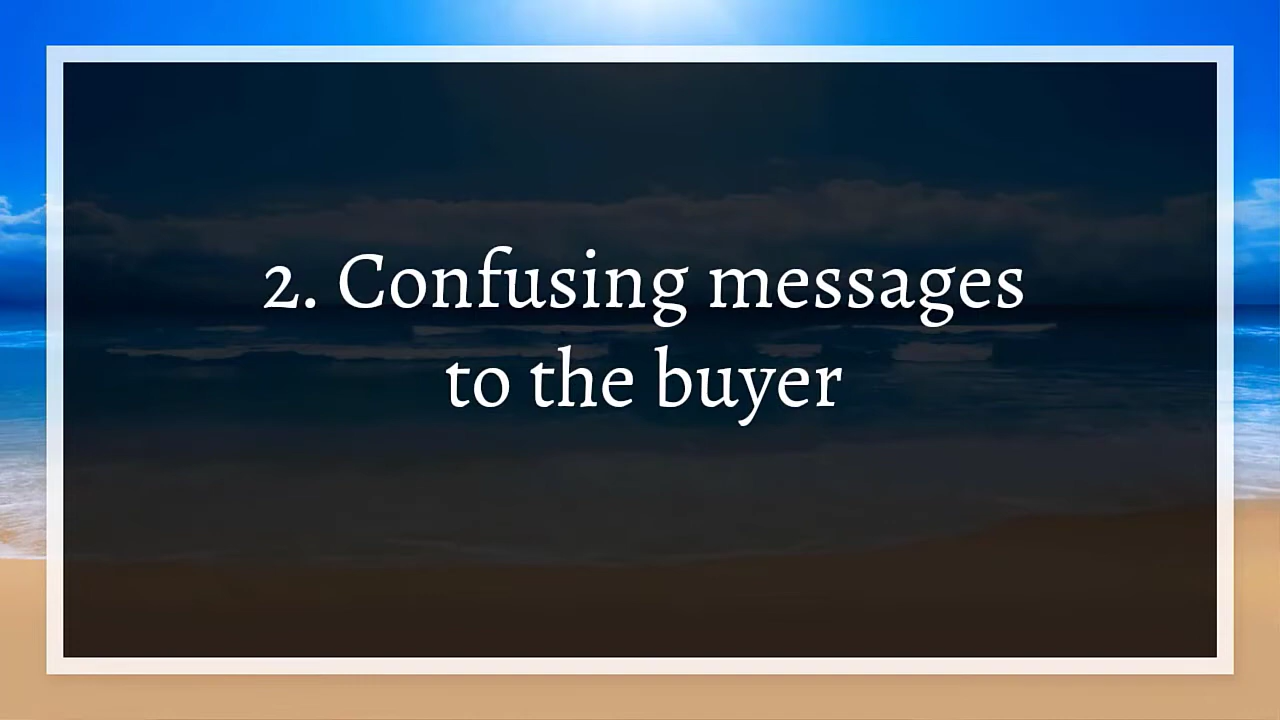 2. Confusing messages
to the buyer